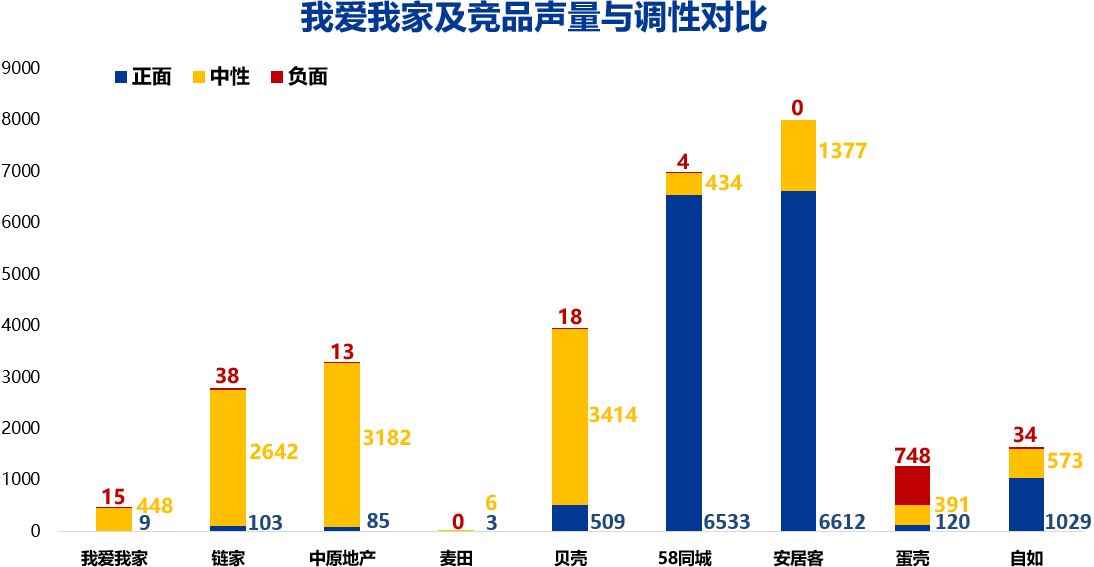 我爱我家及竞品声量与调性对比
正面 中性 负面
9000
8000
7000
6000
5000
4000
3000
2000
1000
0
15 448 9
38 2642 103
13 3182 85
0 6 3
18 3414 509
4 434 6533
0 1377 6612
748 391 120
34 573 1029
我爱我家 链家 中原地产 麦田 贝壳 58同城 安居客 蛋壳 自如